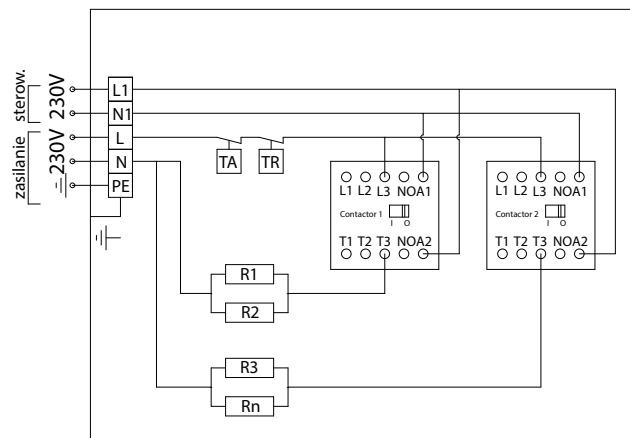 sterow.
230V
zasilanie
230V
L1
N1
L
N
PE
TA
TR
L1 L2 L3 NOA1
Contactor 1
I O
T1 T2 T3 NOA2
L1 L2 L3 NOA1
Contactor 2
I O
T1 T2 T3 NOA2
R1
R2
R3
Rn